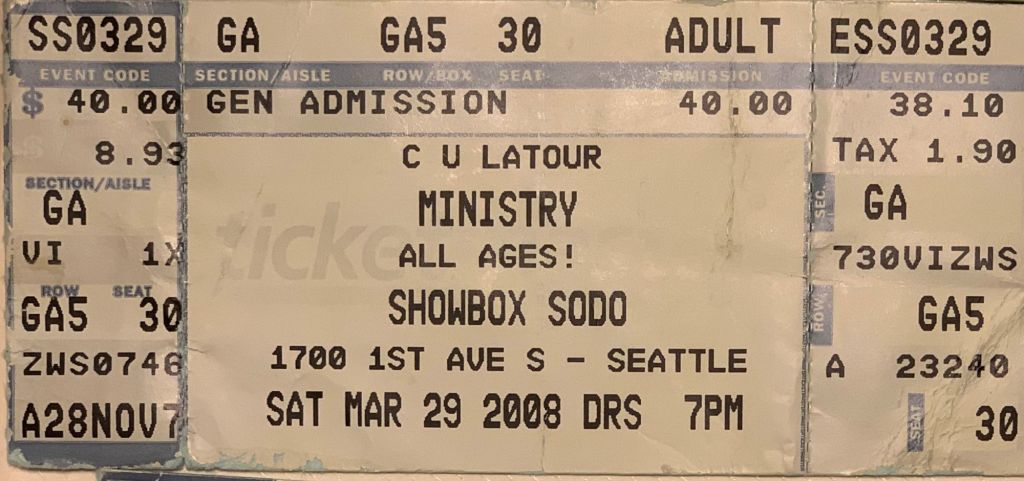 SS0329 GA GA5 30 ADULT ESS0329
EVENT CODE SECTION/AISLE ROW/BOX SEAT ADMISSION EVENT CODE
$ 40.00 GEN ADMISSION 40.00 38.10
$ 8.93 C U LATOUR TAX 1.90
SECTION/AISLE
GA MINISTRY SEC. GA
VI 1X ALL AGES! 730VIZWS
ROW SEAT
GA5 30 SHOWBOX SODO ROW GA5
ZWS0746 1700 1ST AVE S - SEATTLE A 23240
A28NOV7 SAT MAR 29 2008 DRS 7PM SEAT 30